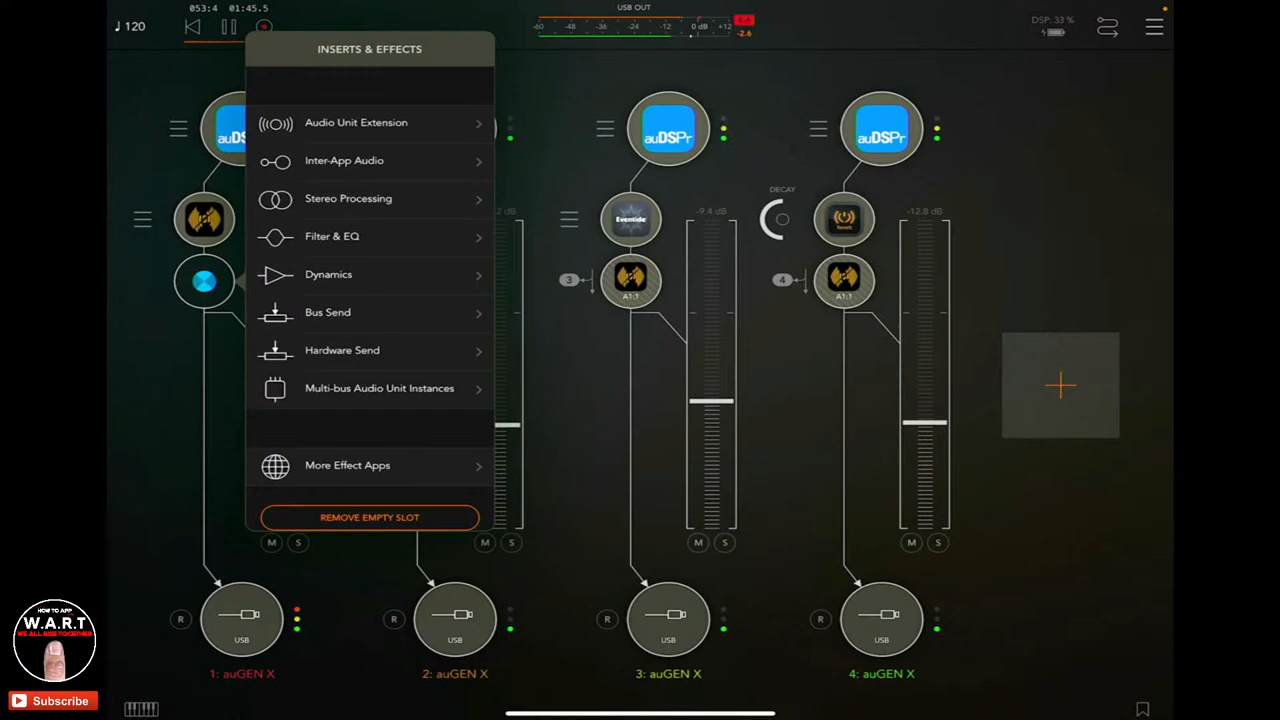 053:4 01:45.5
♩ 120
USB OUT
-60 -48 -36 -24 -12 0 dB +12
-2.6
DSP: 33 %
INSERTS & EFFECTS
Audio Unit Extension
Inter-App Audio
Stereo Processing
Filter & EQ
Dynamics
Bus Send
Hardware Send
Multi-bus Audio Unit Instances
More Effect Apps
REMOVE EMPTY SLOT
auDS
auDSPr
auDSPr
DECAY
2 dB
-9.4 dB
-12.8 dB
Eventide
3
A1:1
4
A1:1
M S
M S
M S
M S
R
USB
R
USB
R
USB
R
USB
1: auGEN X
2: auGEN X
3: auGEN X
4: auGEN X
HOW TO APP
W.A.R.T
WE ALL RISE TOGETHER
Subscribe